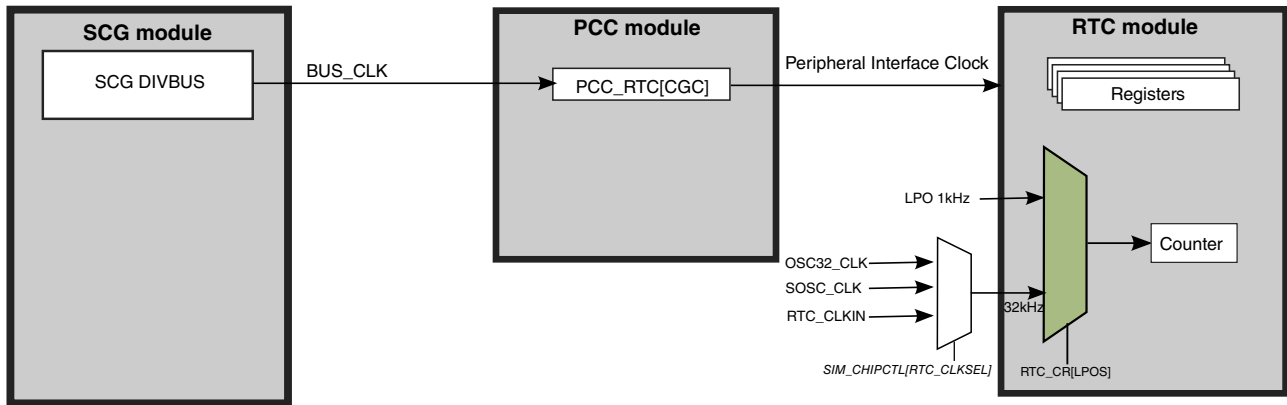 SCG module
PCC module
RTC module
SCG DIVBUS
BUS_CLK
PCC_RTC[CGC]
Peripheral Interface Clock
Registers
LPO 1kHz
Counter
OSC32_CLK
SOSC_CLK
RTC_CLKIN
32kHz
SIM_CHIPCTL[RTC_CLKSEL]
RTC_CR[LPOS]